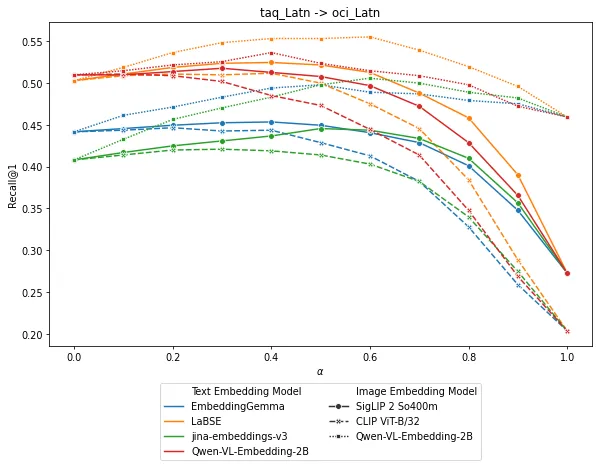 taq_Latn -> oci_Latn
Recall@1
0.55
0.50
0.45
0.40
0.35
0.30
0.25
0.20
0.0 0.2 0.4 0.6 0.8 1.0
α
Text Embedding Model
EmbeddingGemma
LaBSE
jina-embeddings-v3
Qwen-VL-Embedding-2B
Image Embedding Model
SigLIP 2 So400m
CLIP ViT-B/32
Qwen-VL-Embedding-2B